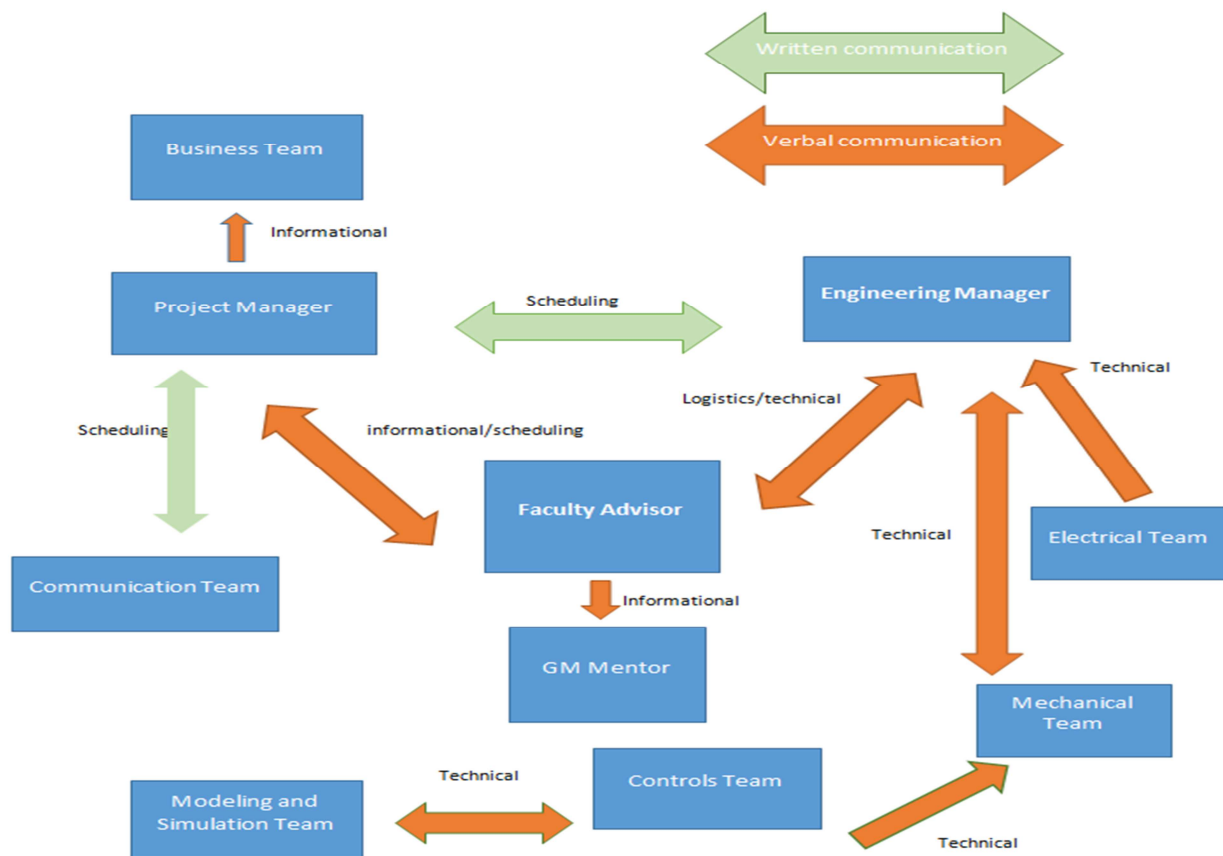 Written communication
Verbal communication
Business Team
Informational
Project Manager
Scheduling
Engineering Manager
Technical
Logistics/technical
Scheduling
informational/scheduling
Faculty Advisor
Technical
Electrical Team
Communication Team
Informational
GM Mentor
Mechanical
Team
Technical
Controls Team
Modeling and
Simulation Team
Technical